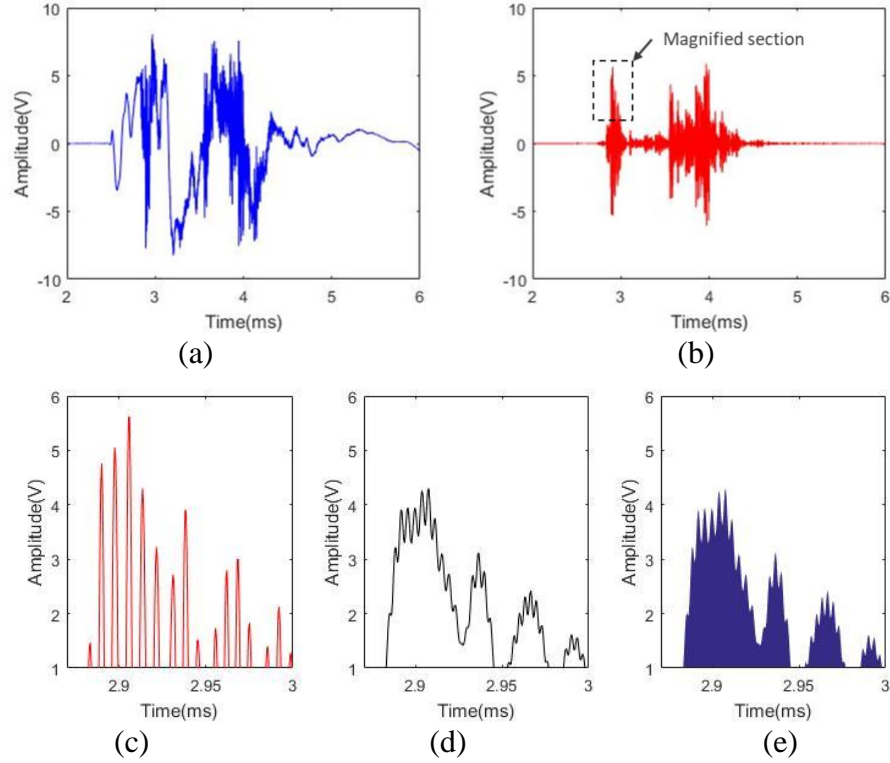 10
5
0
-5
-10
Amplitude(V)
2 3 4 5 6
Time(ms)
(a)
10
5
0
-5
-10
Amplitude(V)
Magnified section
2 3 4 5 6
Time(ms)
(b)
6
5
4
3
2
1
Amplitude(V)
2.9 2.95 3
Time(ms)
(c)
6
5
4
3
2
1
Amplitude(V)
2.9 2.95 3
Time(ms)
(d)
6
5
4
3
2
1
Amplitude(V)
2.9 2.95 3
Time(ms)
(e)